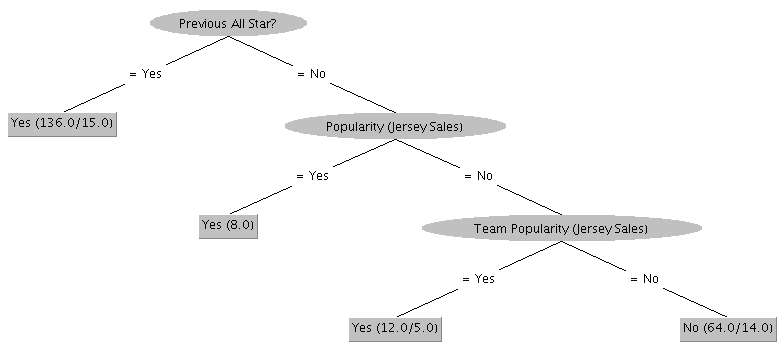 Previous All Star?
= Yes
= No
Yes (136.0/15.0)
Popularity (Jersey Sales)
= Yes
= No
Yes (8.0)
Team Popularity (Jersey Sales)
= Yes
= No
Yes (12.0/5.0)
No (64.0/14.0)